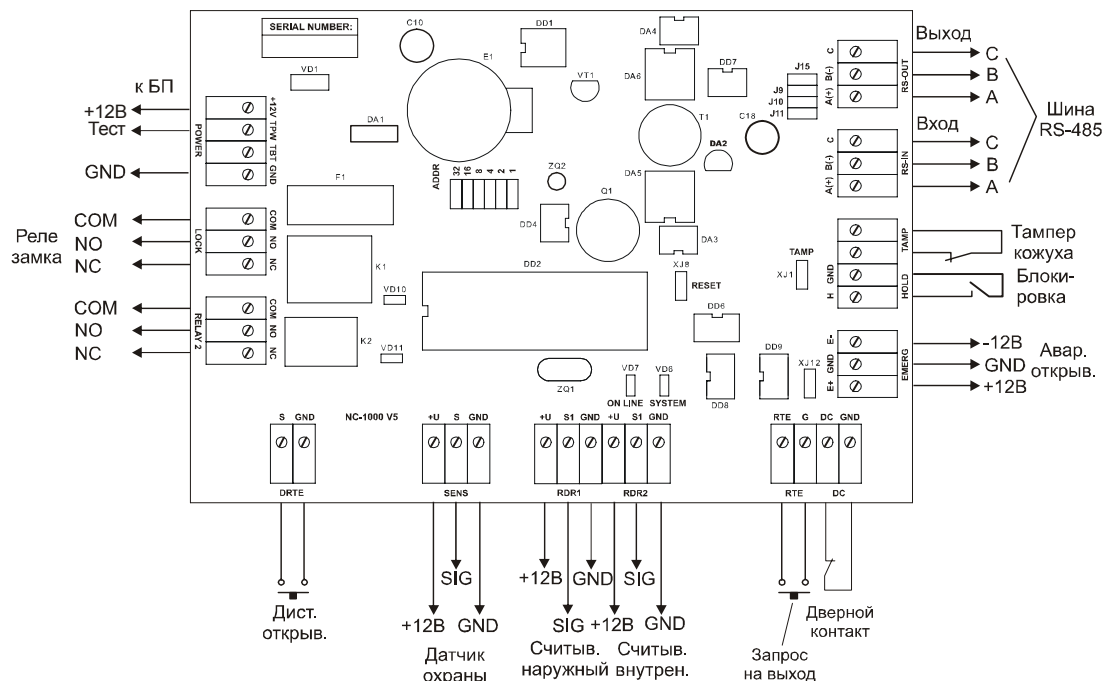 SERIAL NUMBER:
C10
DD1
DA4
VD1
E1
VT1
DA6
DD7
J15
J9
J10
J11
C
B(-)
A(+)
RS-OUT
Выход
C
B
A
Шина
RS-485
к БП
+12В
Тест
GND
POWER
+12V
TPW
TBT
GND
DA1
T1
C18
DA2
C
B(-)
A(+)
RS-IN
Вход
C
B
A
ADDR
32
16
8
4
2
1
ZQ2
F1
DD4
Q1
DA5
DA3
Реле
замка
COM
NO
NC
LOCK
COM
NO
NC
K1
VD10
DD2
XJ8
RESET
TAMP
XJ1
TAMP
GND
H
HOLD
Тампер
кожуха
Блоки-
ровка
COM
NO
NC
RELAY 2
COM
NO
NC
K2
VD11
ZQ1
VD7
VD6
ON LINE
SYSTEM
DD6
DD8
DD9
XJ12
E-
GND
E+
EMERG
-12В
GND
+12В
Авар.
открыв.
S GND
NC-1000 V5
+U S GND
+U S1 GND +U S1 GND
RTE G DC GND
DRTE
SENS
RDR1
RDR2
RTE
DC
SIG
+12В
GND
SIG
Дист.
открыв.
+12В GND
SIG +12В GND
Датчик
охраны
Считыв.
наружный
Считыв.
внутрен.
Дверной
контакт
Запрос
на выход